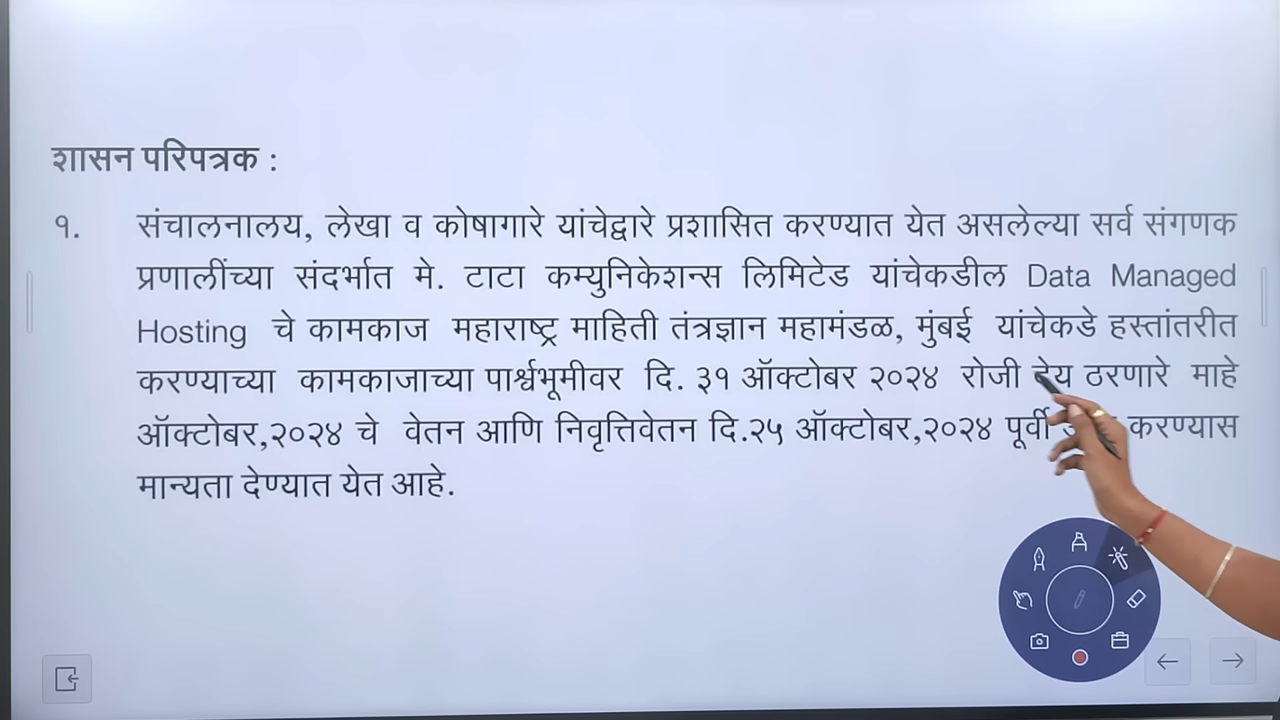 शासन परिपत्रक :
१. संचालनालय, लेखा व कोषागारे यांचेद्वारे प्रशासित करण्यात येत असलेल्या सर्व संगणक
प्रणालींच्या संदर्भात मे. टाटा कम्युनिकेशन्स लिमिटेड यांचेकडील Data Managed
Hosting चे कामकाज महाराष्ट्र माहिती तंत्रज्ञान महामंडळ, मुंबई यांचेकडे हस्तांतरीत
करण्याच्या कामकाजाच्या पार्श्वभूमीवर दि. ३१ ऑक्टोबर २०२४ रोजी देय ठरणारे माहे
ऑक्टोबर,२०२४ चे वेतन आणि निवृत्तिवेतन दि.२५ ऑक्टोबर,२०२४ पूर्वी करण्यास
मान्यता देण्यात येत आहे.